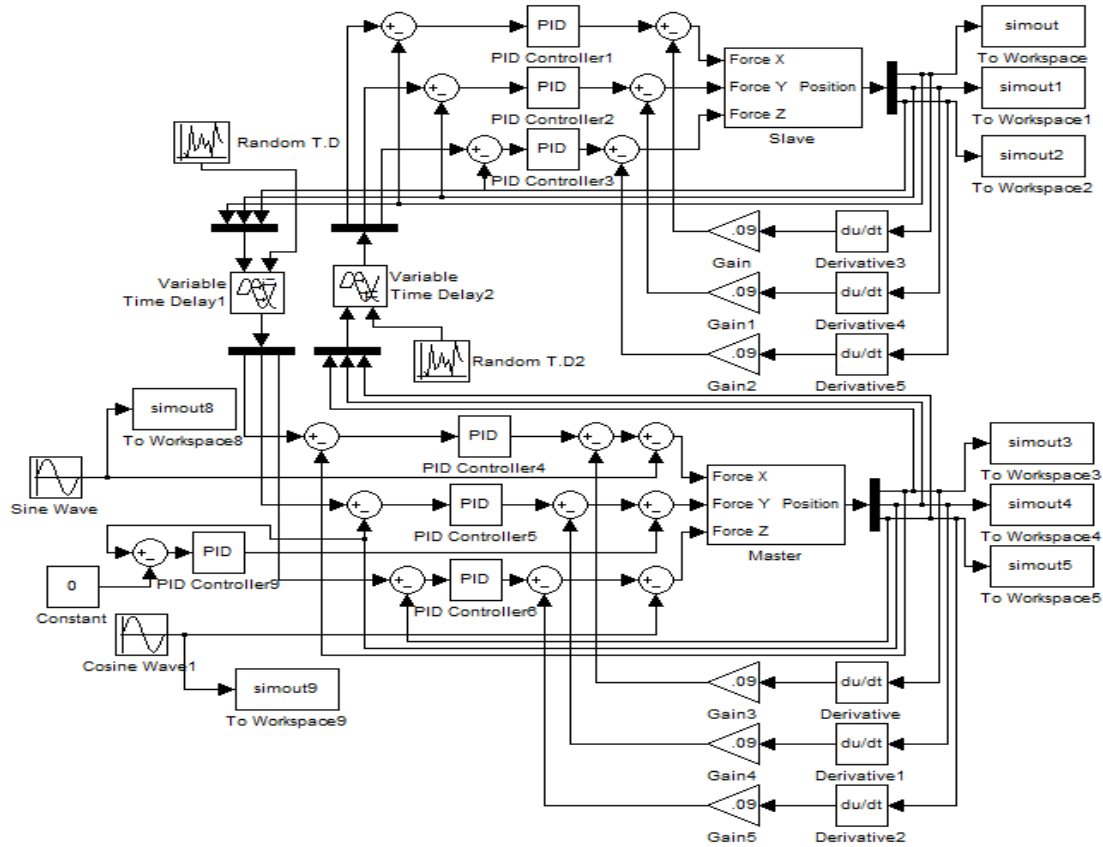 PID
simout
PID Controller1
To Workspace
Force X
PID
Force Y Position
simout1
PID Controller2
Force Z
To Workspace1
Random T.D
Slave
PID
simout2
PID Controller3
To Workspace2
.09
du/dt
Gain
Derivative3
Variable
Time Delay1
Variable
Time Delay2
.09
du/dt
Gain1
Derivative4
Random T.D2
.09
du/dt
Gain2
Derivative5
simout8
To Workspace8
PID
PID Controller4
simout3
To Workspace3
Sine Wave
Force X
PID
Force Y Position
simout4
PID Controller5
Force Z
To Workspace4
Master
PID
PID Controller9
simout5
To Workspace5
0
Constant
PID
PID Controller6
Cosine Wave1
simout9
To Workspace9
.09
du/dt
Gain3
Derivative
.09
du/dt
Gain4
Derivative1
.09
du/dt
Gain5
Derivative2